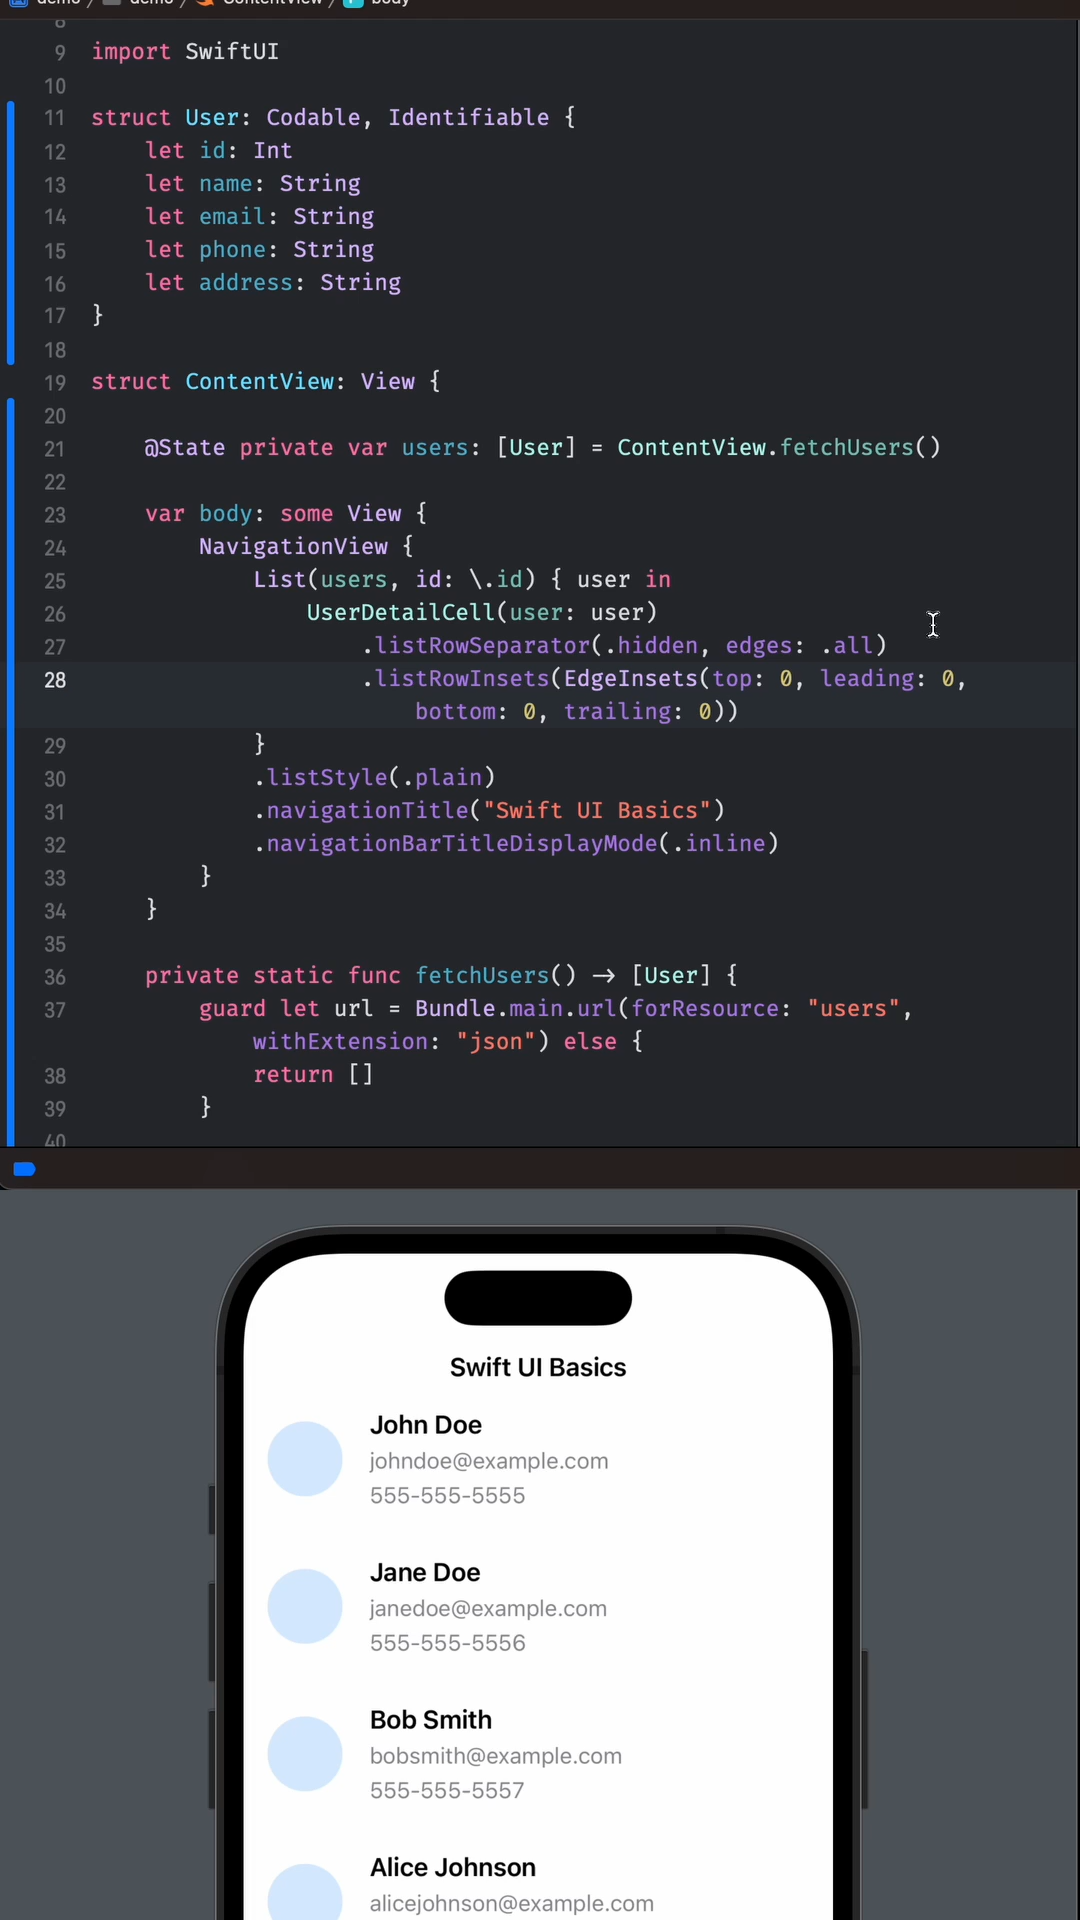 demo demo ContentView body
8
9 import SwiftUI
10
11 struct User: Codable, Identifiable {
12     let id: Int
13     let name: String
14     let email: String
15     let phone: String
16     let address: String
17 }
18
19 struct ContentView: View {
20
21     @State private var users: [User] = ContentView.fetchUsers()
22
23     var body: some View {
24         NavigationView {
25             List(users, id: \.id) { user in
26                 UserDetailCell(user: user)
27                     .listRowSeparator(.hidden, edges: .all)
28                     .listRowInsets(EdgeInsets(top: 0, leading: 0,
                        bottom: 0, trailing: 0))
29             }
30             .listStyle(.plain)
31             .navigationTitle("Swift UI Basics")
32             .navigationBarTitleDisplayMode(.inline)
33         }
34     }
35
36     private static func fetchUsers() -> [User] {
37         guard let url = Bundle.main.url(forResource: "users",
            withExtension: "json") else {
38             return []
39         }
40
Swift UI Basics
John Doe
johndoe@example.com
555-555-5555
Jane Doe
janedoe@example.com
555-555-5556
Bob Smith
bobsmith@example.com
555-555-5557
Alice Johnson
alicejohnson@example.com